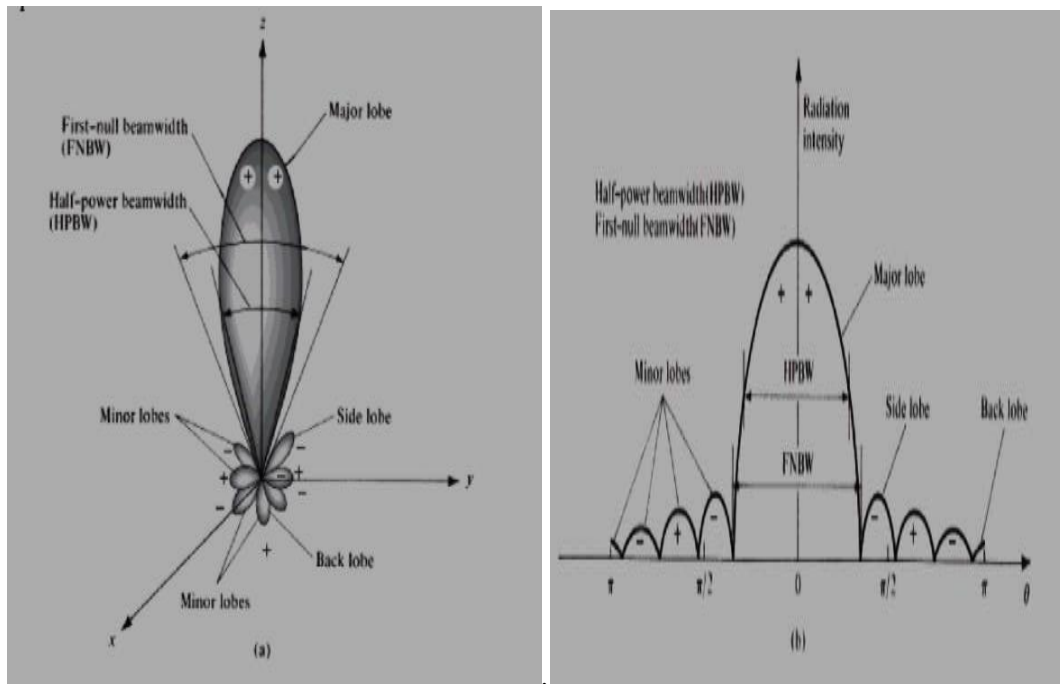 z
Major lobe
First-null beamwidth
(FNBW)
+ +
Half-power beamwidth
(HPBW)
Minor lobes
Side lobe
- -
+ - +
y
- -
+
Back lobe
Minor lobes
x
(a)
Radiation
intensity
Half-power beamwidth(HPBW)
First-null beamwidth(FNBW)
Major lobe
+ +
Minor lobes
HPBW
Side lobe
Back lobe
FNBW
- + - - + -
π π/2 0 π/2 π θ
(b)